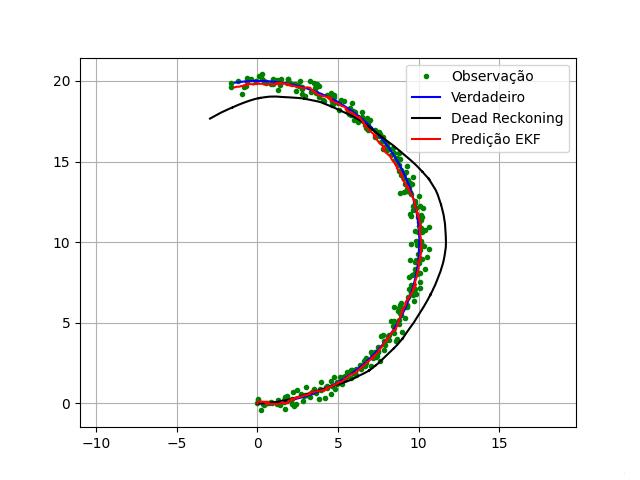 Observação
Verdadeiro
Dead Reckoning
Predição EKF
20
15
10
5
0
−10 −5 0 5 10 15